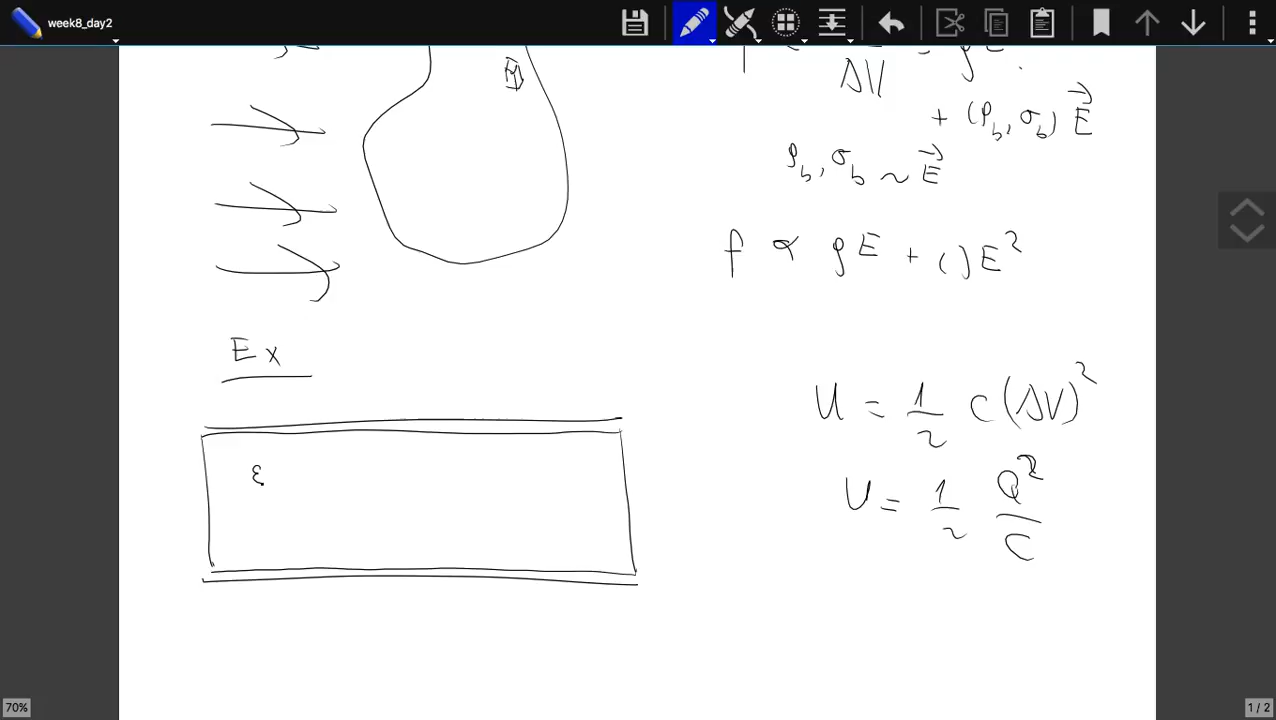 week8_day2
ΔV
+ (ρ_b, σ_b) E⃗
ρ_b, σ_b ~ E⃗
f ∝ ρE + ( )E²
Ex
U = 1/2 C(ΔV)²
ε
U = 1/2 Q²/C
70%
1 / 2